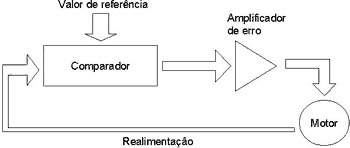 Valor de referência
Amplificador
de erro
Comparador
Motor
Realimentação